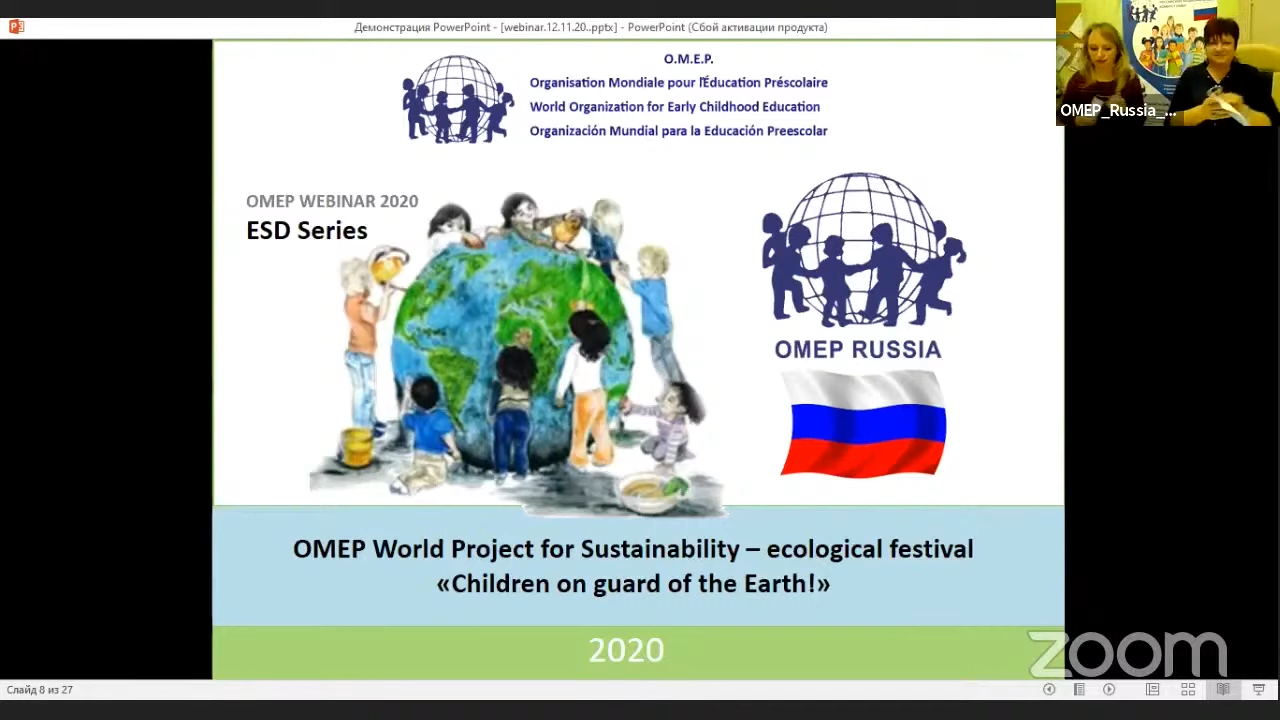 Демонстрация PowerPoint - [webinar.12.11.20..pptx] - PowerPoint (Сбой активации продукта)
OMEP_Russia_...
O.M.E.P.
Organisation Mondiale pour l'Éducation Préscolaire
World Organization for Early Childhood Education
Organización Mundial para la Educación Preescolar
OMEP WEBINAR 2020
ESD Series
OMEP RUSSIA
OMEP World Project for Sustainability – ecological festival
«Children on guard of the Earth!»
2020
zoom
Слайд 8 из 27